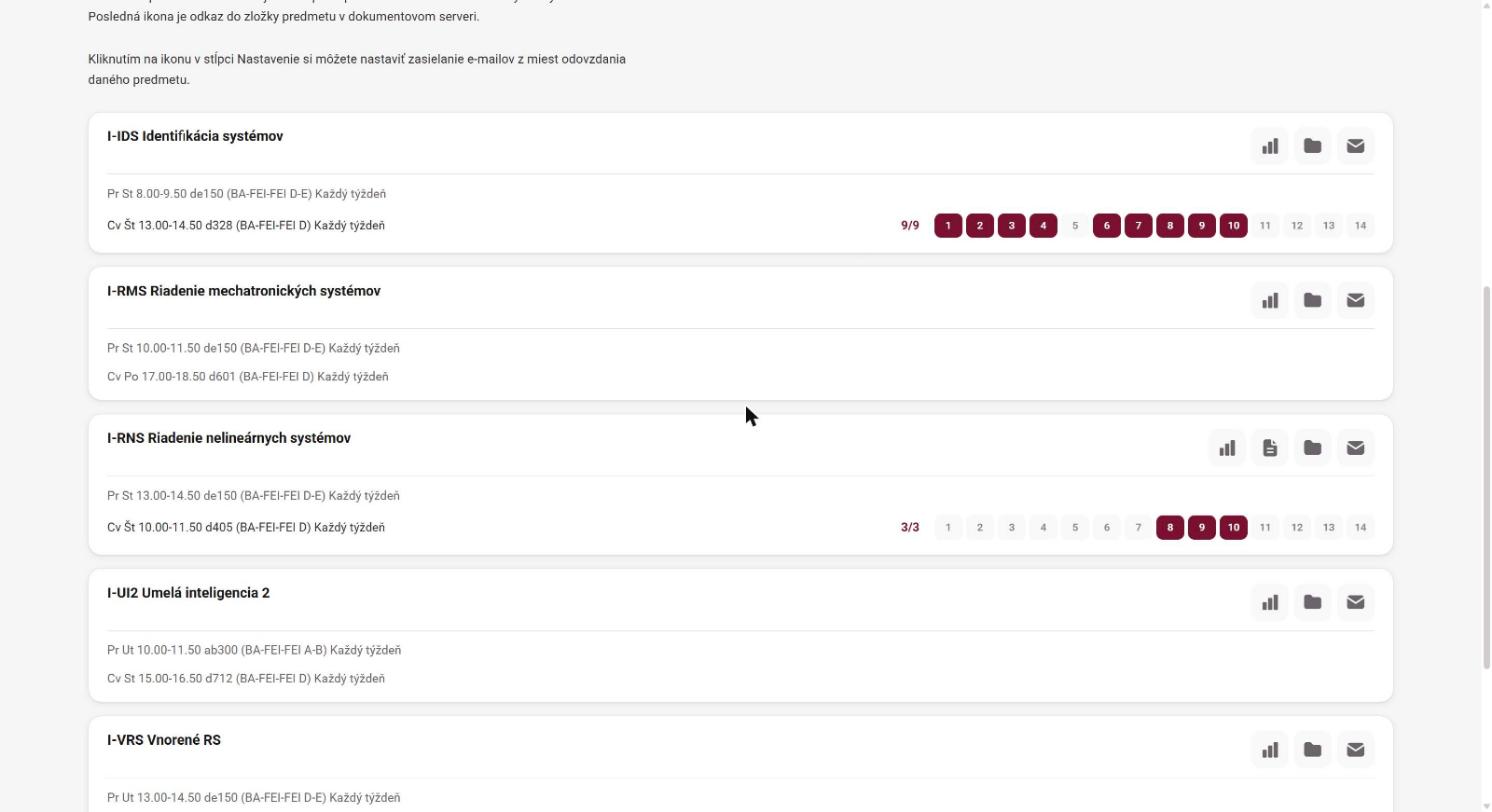 Posledná ikona je odkaz do zložky predmetu v dokumentovom serveri.
Kliknutím na ikonu v stĺpci Nastavenie si môžete nastaviť zasielanie e-mailov z miest odovzdania
daného predmetu.
I-IDS Identifikácia systémov
Pr St 8.00-9.50 de150 (BA-FEI-FEI D-E) Každý týždeň
Cv Št 13.00-14.50 d328 (BA-FEI-FEI D) Každý týždeň 9/9 1 2 3 4 5 6 7 8 9 10 11 12 13 14
I-RMS Riadenie mechatronických systémov
Pr St 10.00-11.50 de150 (BA-FEI-FEI D-E) Každý týždeň
Cv Po 17.00-18.50 d601 (BA-FEI-FEI D) Každý týždeň
I-RNS Riadenie nelineárnych systémov
Pr St 13.00-14.50 de150 (BA-FEI-FEI D-E) Každý týždeň
Cv Št 10.00-11.50 d405 (BA-FEI-FEI D) Každý týždeň 3/3 1 2 3 4 5 6 7 8 9 10 11 12 13 14
I-UI2 Umelá inteligencia 2
Pr Ut 10.00-11.50 ab300 (BA-FEI-FEI A-B) Každý týždeň
Cv St 15.00-16.50 d712 (BA-FEI-FEI D) Každý týždeň
I-VRS Vnorené RS
Pr Ut 13.00-14.50 de150 (BA-FEI-FEI D-E) Každý týždeň